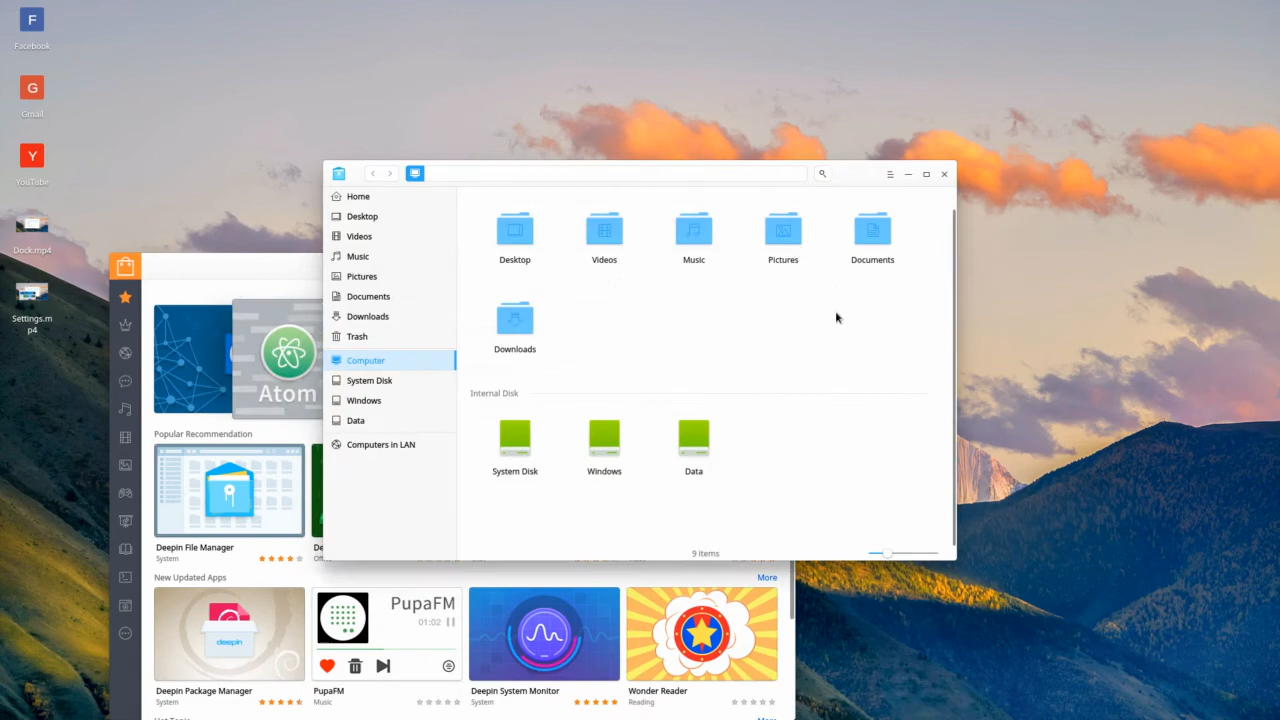 F
Facebook
G
Gmail
Y
YouTube
Dock.mp4
Settings.m
p4
Home
Desktop
Videos
Music
Pictures
Documents
Downloads
Trash
Computer
System Disk
Windows
Data
Computers in LAN
Desktop
Videos
Music
Pictures
Documents
Downloads
Internal Disk
System Disk
Windows
Data
9 items
Atom
Popular Recommendation
Deepin File Manager
System
De
New Updated Apps
More
deepin
PupaFM
01:02
Deepin Package Manager
System
PupaFM
Music
Deepin System Monitor
System
Wonder Reader
Reading